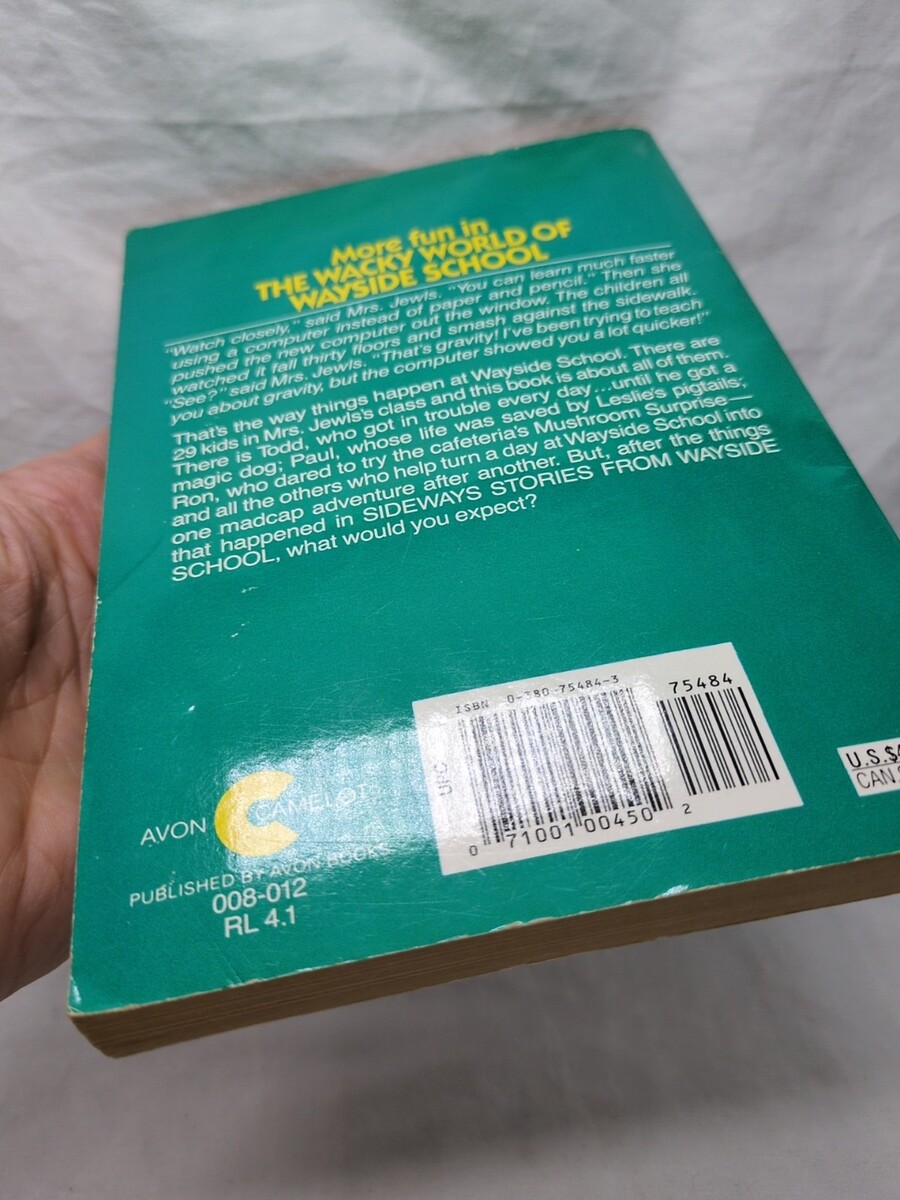 More fun in
THE WACKY WORLD OF
WAYSIDE SCHOOL
"Watch closely," said Mrs. Jewls. "You can learn much faster
using a computer instead of paper and pencil." Then she
pushed the new computer out the window. The children all
watched it fall thirty floors and smash against the sidewalk.
"See?" said Mrs. Jewls. "That's gravity! I've been trying to teach
you about gravity, but the computer showed you a lot quicker!"
That's the way things happen at Wayside School. There are
29 kids in Mrs. Jewls's class and this book is about all of them.
There is Todd, who got in trouble every day...until he got a
magic dog; Paul, whose life was saved by Leslie's pigtails;
Ron, who dared to try the cafeteria's Mushroom Surprise—
and all the others who help turn a day at Wayside School into
one madcap adventure after another. But, after the things
that happened in SIDEWAYS STORIES FROM WAYSIDE
SCHOOL, what would you expect?
ISBN 0-380-75484-3
75484
UPC
0 71001 00450 2
U.S.$
CAN
AVON CAMELOT
PUBLISHED BY AVON BOOKS
008-012
RL 4.1